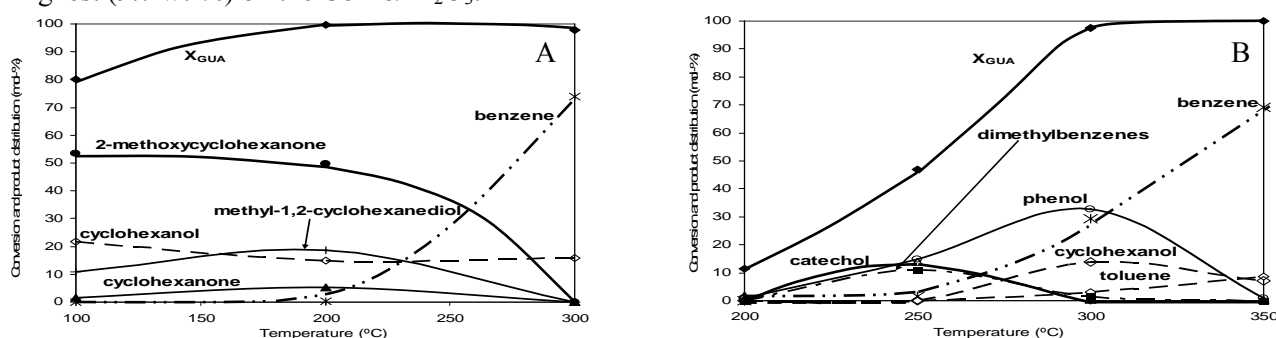 A
Conversion and product distribution (mol-%)
100
90
80
70
60
50
40
30
20
10
0
X GUA
benzene
2-methoxycyclohexanone
methyl-1,2-cyclohexanediol
cyclohexanol
cyclohexanone
100 150 200 250 300
Temperature (ºC)
B
Conversion and product distribution (mol-%)
100
90
80
70
60
50
40
30
20
10
0
X GUA
benzene
dimethylbenzenes
phenol
catechol
cyclohexanol
toluene
200 250 300 350
Temperature (ºC)